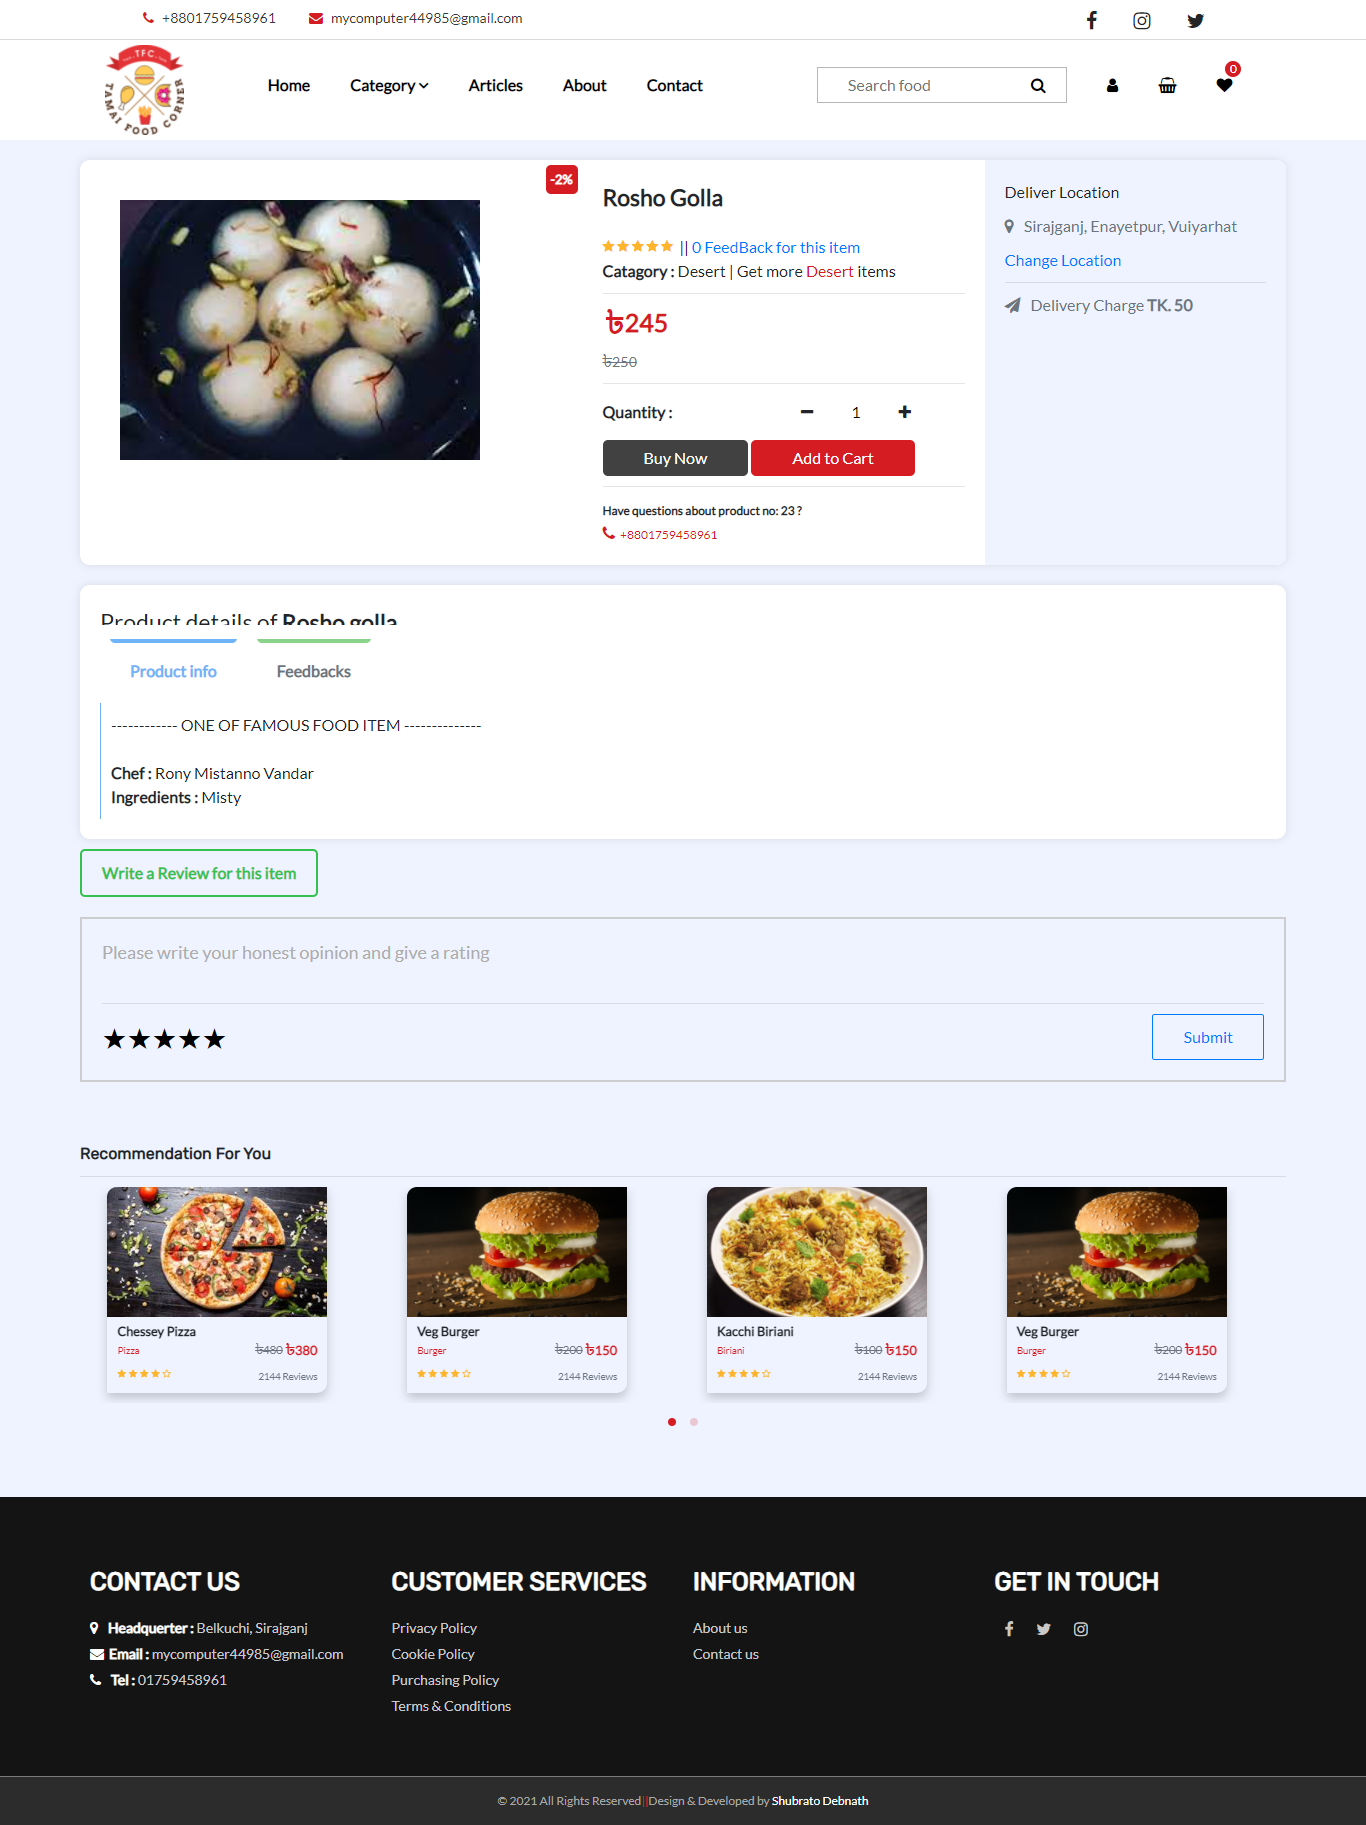 +8801759458961 mycomputer44985@gmail.com
TFC
TAMAI FOOD CORNER
Home Category Articles About Contact Search food 0
-2%
Rosho Golla
|| 0 FeedBack for this item
Catagory : Desert | Get more Desert items
৳245
৳250
Quantity : 1
Buy Now Add to Cart
Have questions about product no: 23 ?
+8801759458961
Deliver Location
Sirajganj, Enayetpur, Vuiyarhat
Change Location
Delivery Charge TK. 50
Product details of Rosho golla
Product info Feedbacks
------------ ONE OF FAMOUS FOOD ITEM --------------
Chef : Rony Mistanno Vandar
Ingredients : Misty
Write a Review for this item
Please write your honest opinion and give a rating
★★★★★ Submit
Recommendation For You
Chessey Pizza
Pizza ৳480 ৳380
2144 Reviews
Veg Burger
Burger ৳200 ৳150
2144 Reviews
Kacchi Biriani
Biriani ৳100 ৳150
2144 Reviews
Veg Burger
Burger ৳200 ৳150
2144 Reviews
CONTACT US
Headquerter : Belkuchi, Sirajganj
Email : mycomputer44985@gmail.com
Tel : 01759458961
CUSTOMER SERVICES
Privacy Policy
Cookie Policy
Purchasing Policy
Terms & Conditions
INFORMATION
About us
Contact us
GET IN TOUCH
© 2021 All Rights Reserved||Design & Developed by Shubrato Debnath